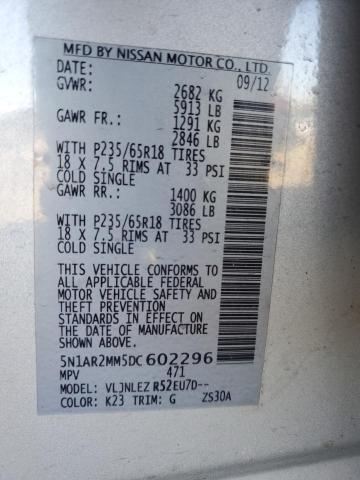 MFD BY NISSAN MOTOR CO., LTD.
DATE: 09/12
GVWR: 2682 KG
5913 LB
GAWR FR.: 1291 KG
2846 LB
WITH P235/65R18 TIRES
18 X 7.5 RIMS AT 33 PSI
COLD SINGLE
GAWR RR.: 1400 KG
3086 LB
WITH P235/65R18 TIRES
18 X 7.5 RIMS AT 33 PSI
COLD SINGLE
THIS VEHICLE CONFORMS TO
ALL APPLICABLE FEDERAL
MOTOR VEHICLE SAFETY AND
THEFT PREVENTION
STANDARDS IN EFFECT ON
THE DATE OF MANUFACTURE
SHOWN ABOVE.
5N1AR2MM5DC602296
MPV 471
MODEL: VLJNLEZ R52EU7D--
COLOR: K23 TRIM: G ZS30A